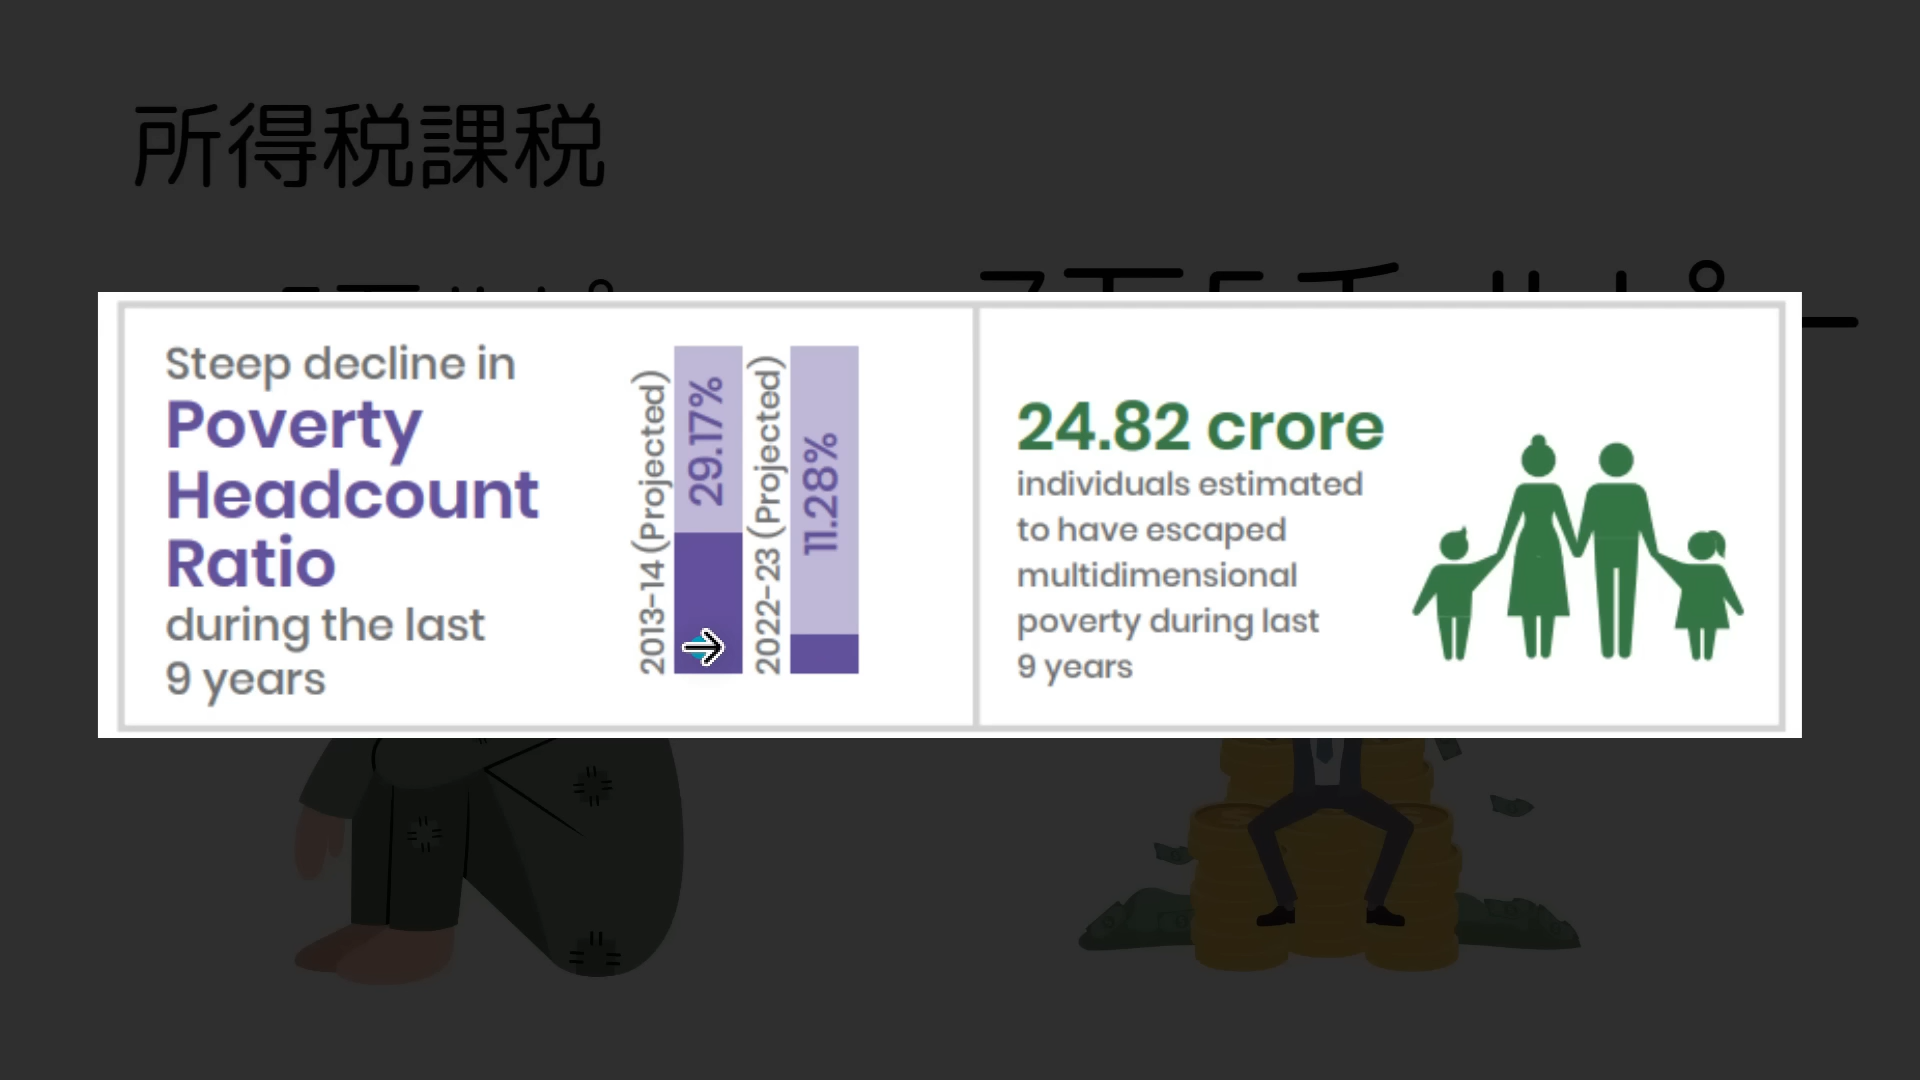 所得税課税
Steep decline in
Poverty
Headcount
Ratio
during the last
9 years
2013-14 (Projected)
29.17%
2022-23 (Projected)
11.28%
24.82 crore
individuals estimated
to have escaped
multidimensional
poverty during last
9 years